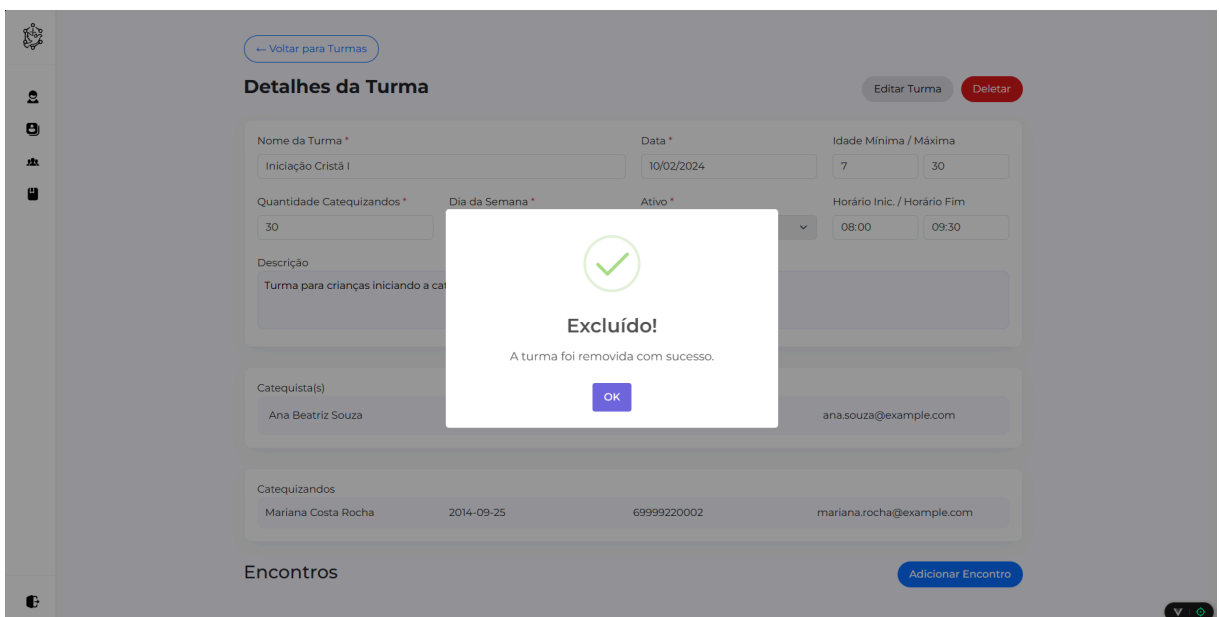 ← Voltar para Turmas
Detalhes da Turma
Editar Turma
Deletar
Nome da Turma *
Data *
Idade Mínima / Máxima
Iniciação Cristã I
10/02/2024
7
30
Quantidade Catequizandos *
Dia da Semana *
Ativo *
Horário Inic. / Horário Fim
30
08:00
09:30
Descrição
Turma para crianças iniciando a cat
Excluído!
A turma foi removida com sucesso.
OK
Catequista(s)
Ana Beatriz Souza
ana.souza@example.com
Catequizandos
Mariana Costa Rocha
2014-09-25
69999220002
mariana.rocha@example.com
Encontros
Adicionar Encontro